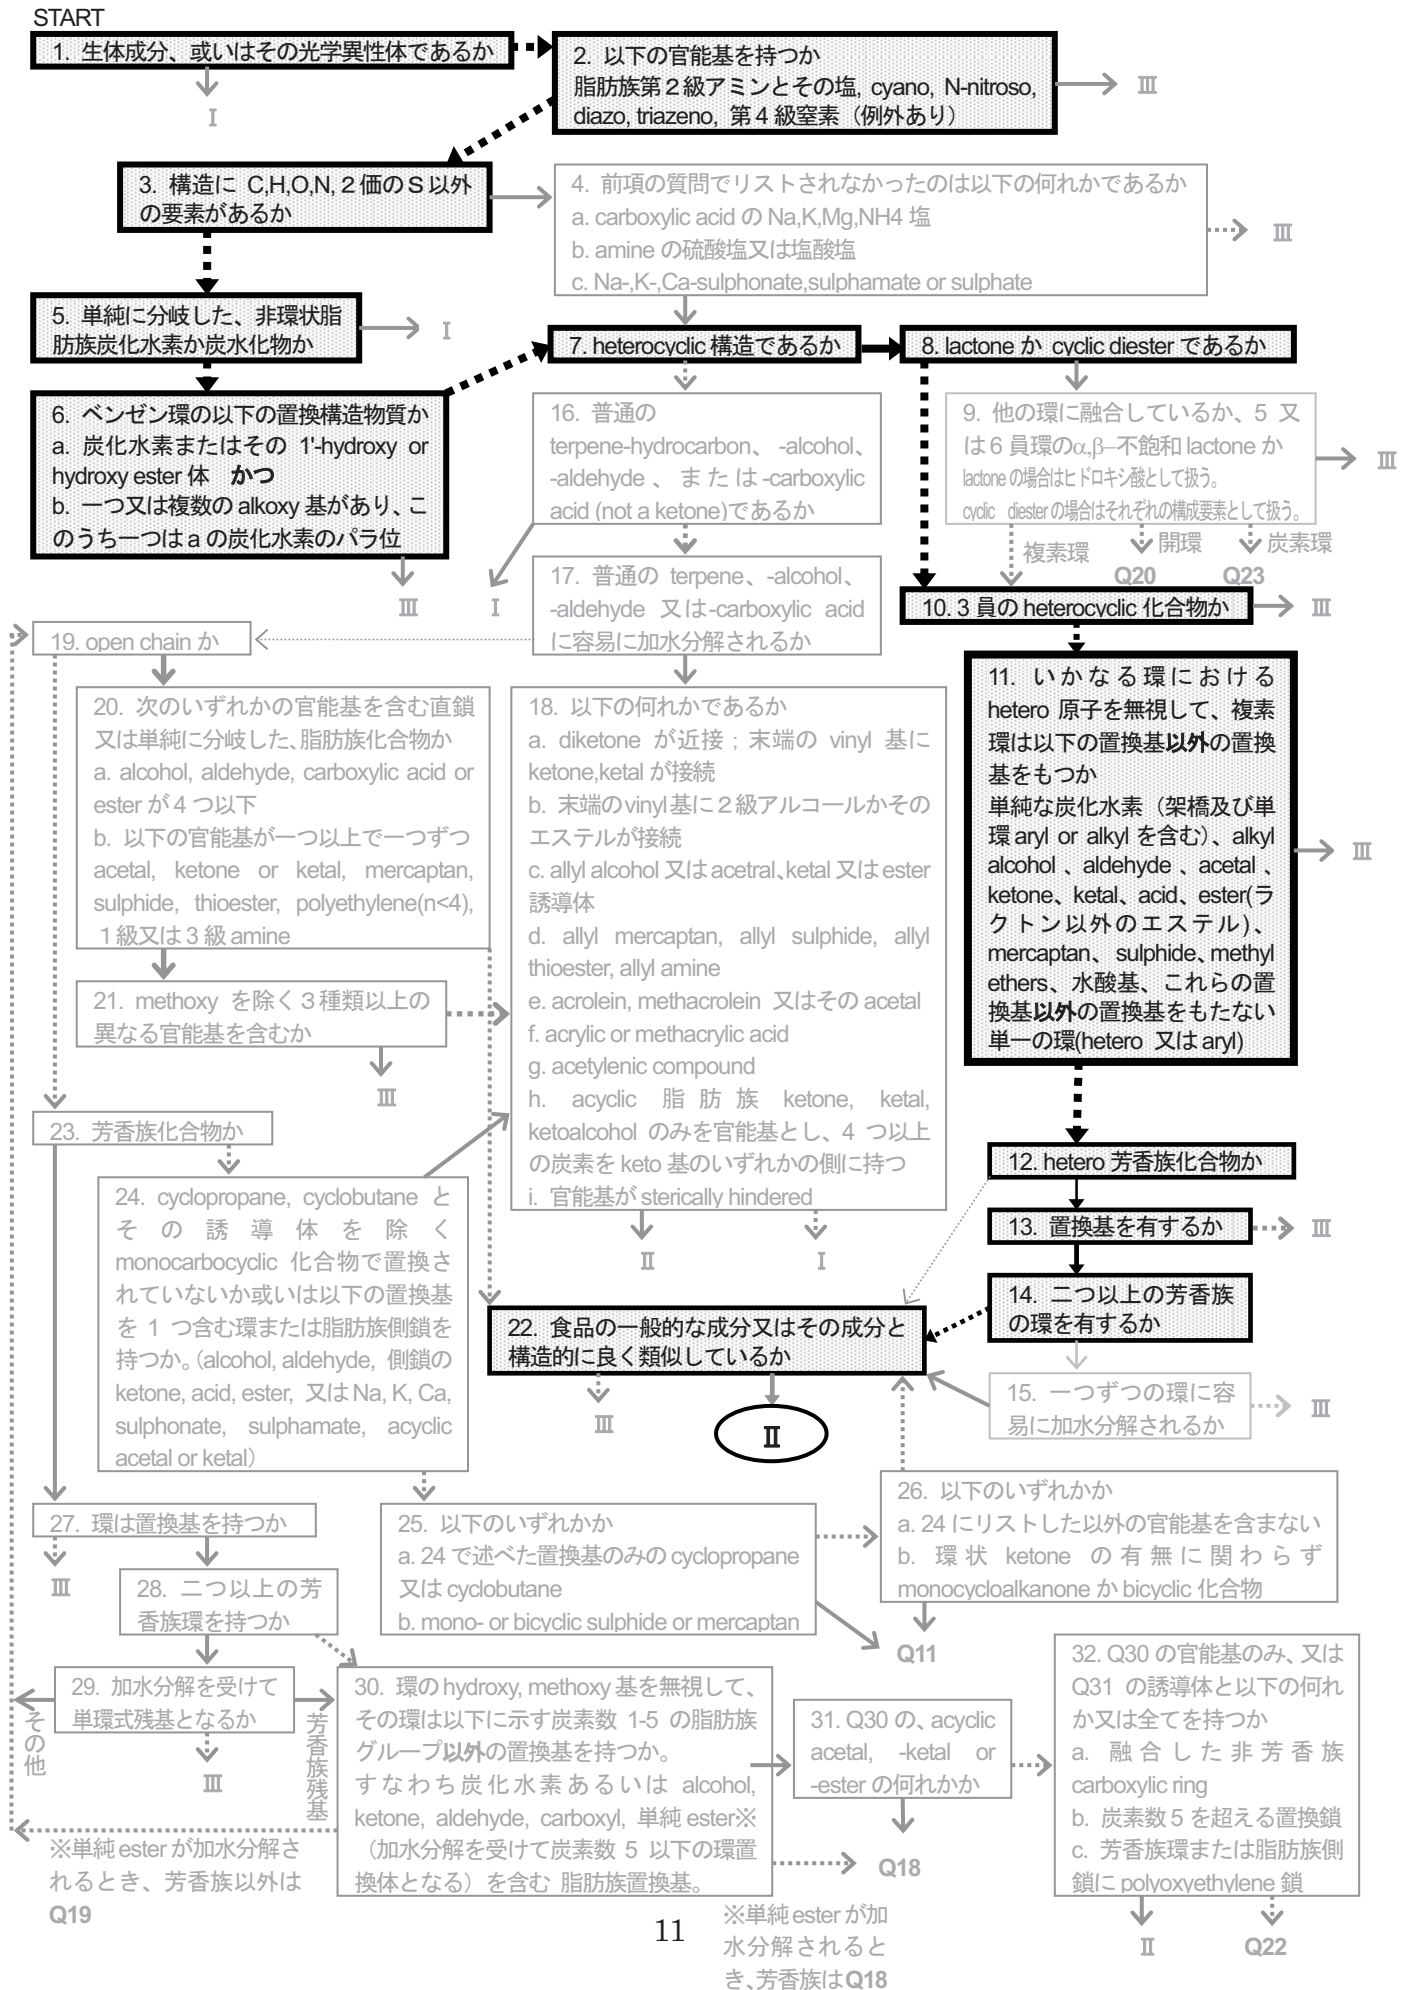 START
1. 生体成分、或いはその光学異性体であるか
I
2. 以下の官能基を持つか
脂肪族第２級アミンとその塩, cyano, N-nitroso,
diazo, triazeno, 第４級窒素（例外あり）
Ⅲ
3. 構造に C,H,O,N,２価のＳ以外
の要素があるか
4. 前項の質問でリストされなかったのは以下の何れかであるか
a. carboxylic acid の Na,K,Mg,NH4 塩
b. amine の硫酸塩又は塩酸塩
c. Na-,K-,Ca-sulphonate,sulphamate or sulphate
Ⅲ
5. 単純に分岐した、非環状脂
肪族炭化水素か炭水化物か
I
6. ベンゼン環の以下の置換構造物質か
a. 炭化水素またはその 1'-hydroxy or
hydroxy ester 体 かつ
b. 一つ又は複数の alkoxy 基があり、こ
のうち一つは a の炭化水素のパラ位
Ⅲ
7. heterocyclic 構造であるか
8. lactone か cyclic diester であるか
9. 他の環に融合しているか、5 又
は 6 員環のα,β−不飽和 lactone か
lactone の場合はヒドロキシ酸として扱う。
cyclic diester の場合はそれぞれの構成要素として扱う。
Ⅲ
複素環
開環
炭素環
Q20
Q23
10. 3 員の heterocyclic 化合物か
Ⅲ
11. いかなる環における
hetero 原子を無視して、複素
環は以下の置換基以外の置換
基をもつか
単純な炭化水素（架橋及び単
環 aryl or alkyl を含む）、alkyl
alcohol 、aldehyde 、acetal 、
ketone、ketal、acid、ester(ラ
クトン以外のエステル)、
mercaptan、sulphide、methyl
ethers、水酸基、これらの置
換基以外の置換基をもたない
単一の環(hetero 又は aryl)
Ⅲ
12. hetero 芳香族化合物か
13. 置換基を有するか
Ⅲ
14. 二つ以上の芳香族
の環を有するか
15. 一つずつの環に容
易に加水分解されるか
Ⅲ
16. 普通の
terpene-hydrocarbon、-alcohol、
-aldehyde 、または-carboxylic
acid (not a ketone)であるか
I
17. 普通の terpene、-alcohol、
-aldehyde 又は-carboxylic acid
に容易に加水分解されるか
18. 以下の何れかであるか
a. diketone が近接；末端の vinyl 基に
ketone,ketal が接続
b. 末端のvinyl基に２級アルコールかその
エステルが接続
c. allyl alcohol 又は acetral、ketal 又は ester
誘導体
d. allyl mercaptan, allyl sulphide, allyl
thioester, allyl amine
e. acrolein, methacrolein 又はその acetal
f. acrylic or methacrylic acid
g. acetylenic compound
h. acyclic 脂肪族 ketone, ketal,
ketoalcohol のみを官能基とし、4 つ以上
の炭素を keto 基のいずれかの側に持つ
i. 官能基が sterically hindered
Ⅱ
I
19. open chain か
20. 次のいずれかの官能基を含む直鎖
又は単純に分岐した、脂肪族化合物か
a. alcohol, aldehyde, carboxylic acid or
ester が 4 つ以下
b. 以下の官能基が一つ以上で一つずつ
acetal, ketone or ketal, mercaptan,
sulphide, thioester, polyethylene(n<4),
１級又は３級 amine
21. methoxy を除く３種類以上の
異なる官能基を含むか
Ⅲ
22. 食品の一般的な成分又はその成分と
構造的に良く類似しているか
Ⅲ
Ⅱ
23. 芳香族化合物か
24. cyclopropane, cyclobutane と
その誘導体を除く
monocarbocyclic 化合物で置換さ
れていないか或いは以下の置換基
を 1 つ含む環または脂肪族側鎖を
持つか。（alcohol, aldehyde, 側鎖の
ketone, acid, ester, 又は Na, K, Ca,
sulphonate, sulphamate, acyclic
acetal or ketal）
25. 以下のいずれかか
a. 24 で述べた置換基のみの cyclopropane
又は cyclobutane
b. mono- or bicyclic sulphide or mercaptan
Q11
26. 以下のいずれかか
a. 24 にリストした以外の官能基を含まない
b. 環状 ketone の有無に関わらず
monocycloalkanone か bicyclic 化合物
27. 環は置換基を持つか
Ⅲ
28. 二つ以上の芳
香族環を持つか
29. 加水分解を受けて
単環式残基となるか
その他
芳香族残基
Ⅲ
30. 環の hydroxy, methoxy 基を無視して、
その環は以下に示す炭素数 1-5 の脂肪族
グループ以外の置換基を持つか。
すなわち炭化水素あるいは alcohol,
ketone, aldehyde, carboxyl, 単純 ester※
（加水分解を受けて炭素数 5 以下の環置
換体となる）を含む 脂肪族置換基。
※単純 ester が加水分解さ
れるとき、芳香族以外は
Q19
31. Q30 の、acyclic
acetal, -ketal or
-ester の何れかか
Q18
※単純 ester が加
水分解されると
き、芳香族は Q18
32. Q30 の官能基のみ、又は
Q31 の誘導体と以下の何れ
か又は全てを持つか
a. 融合した非芳香族
carboxylic ring
b. 炭素数 5 を超える置換鎖
c. 芳香族環または脂肪族側
鎖に polyoxyethylene 鎖
Ⅱ
Q22
11